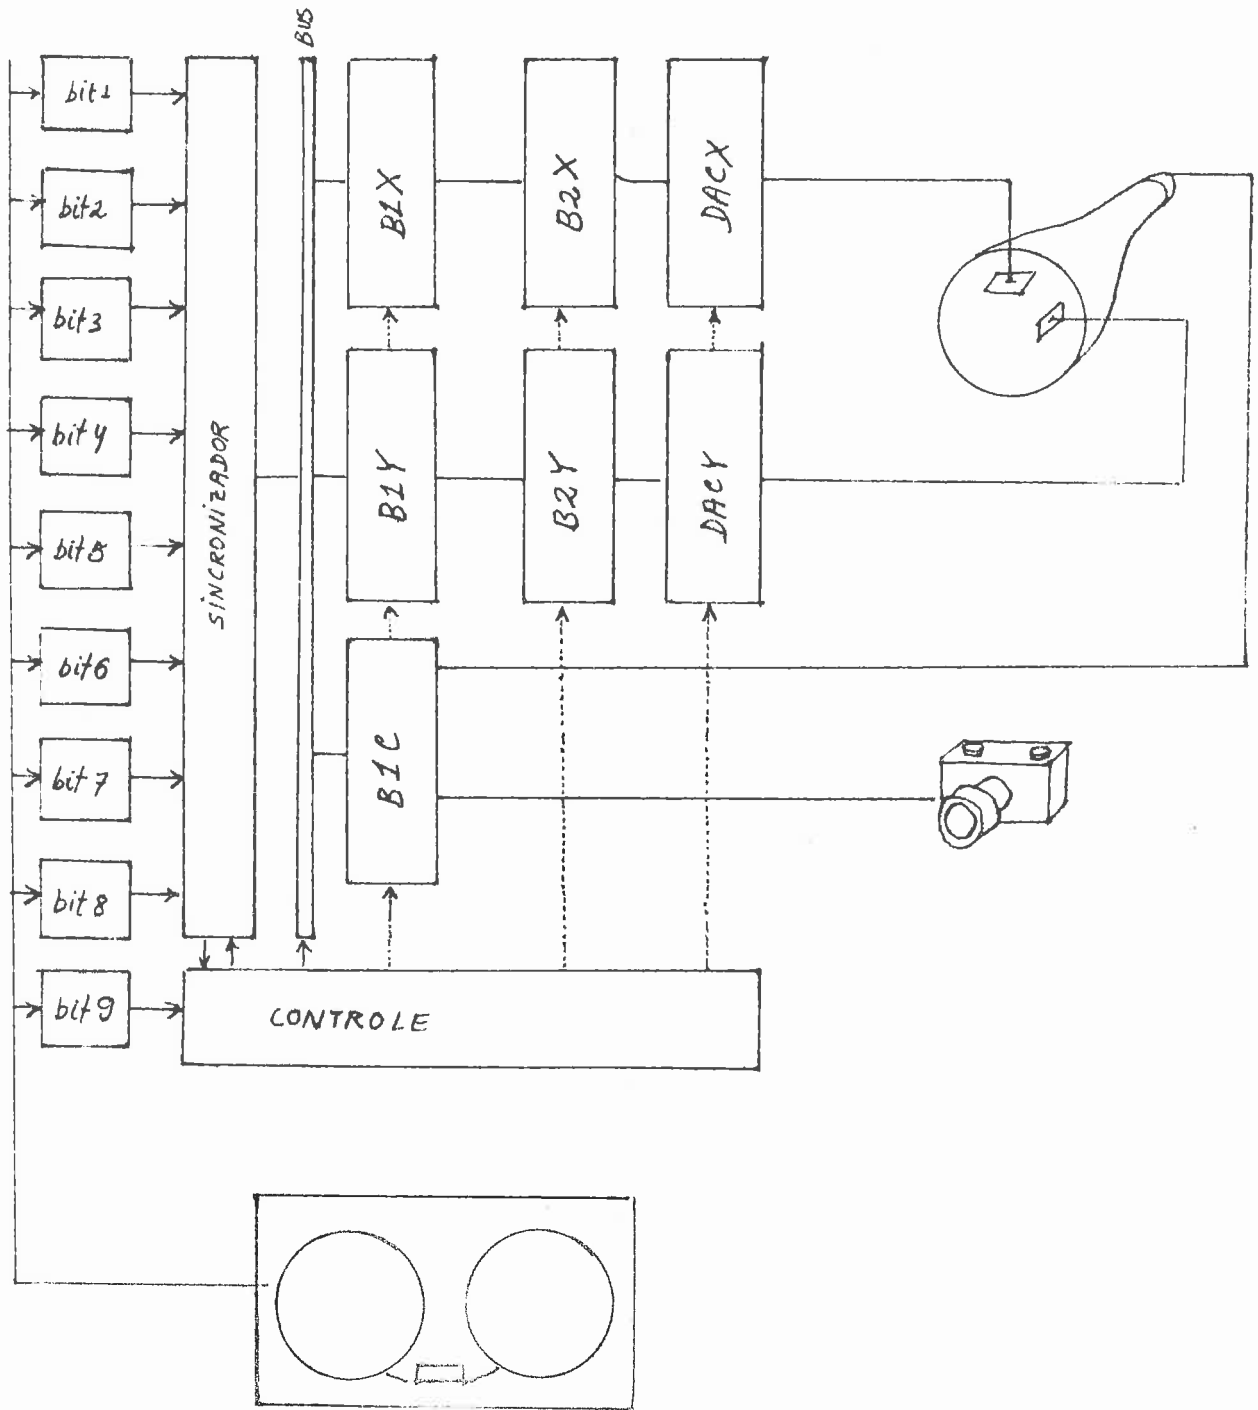 BUS
bit1
bit2
bit3
bit4
bit5
bit6
bit7
bit8
bit9
SINCRONIZADOR
B1X
B2X
DACX
B1Y
B2Y
DACY
B1C
CONTROLE